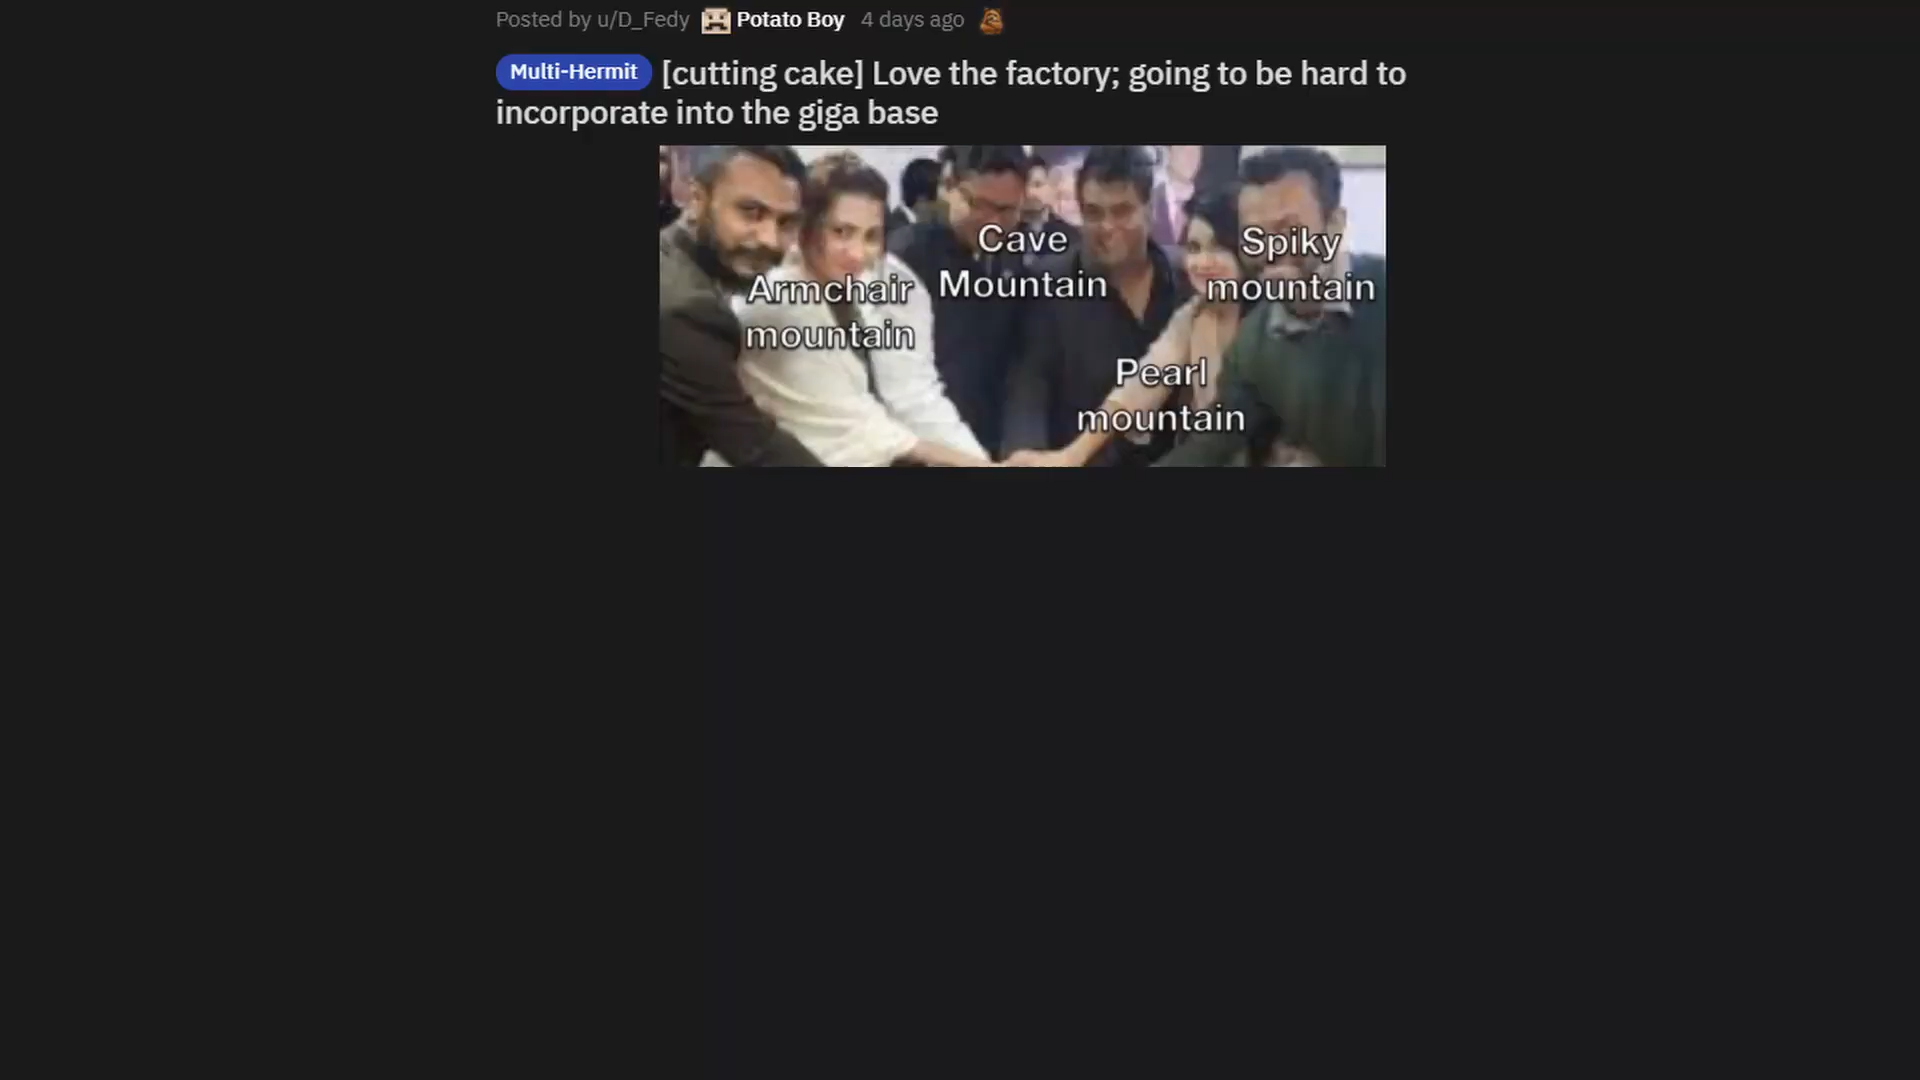 Posted by u/D_Fedy Potato Boy 4 days ago
Multi-Hermit [cutting cake] Love the factory; going to be hard to
incorporate into the giga base
Armchair
mountain
Cave
Mountain
Pearl
mountain
Spiky
mountain